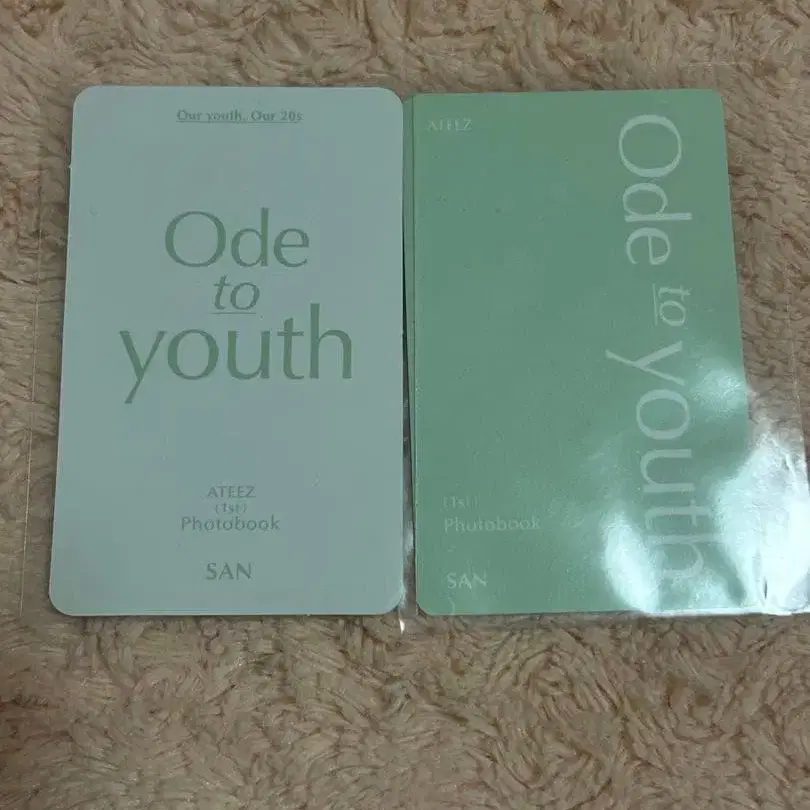 Our youth, Our 20s
Ode
to
youth
ATEEZ
(1st)
Photobook
SAN
ATEEZ
Ode to youth
(1st)
Photobook
SAN